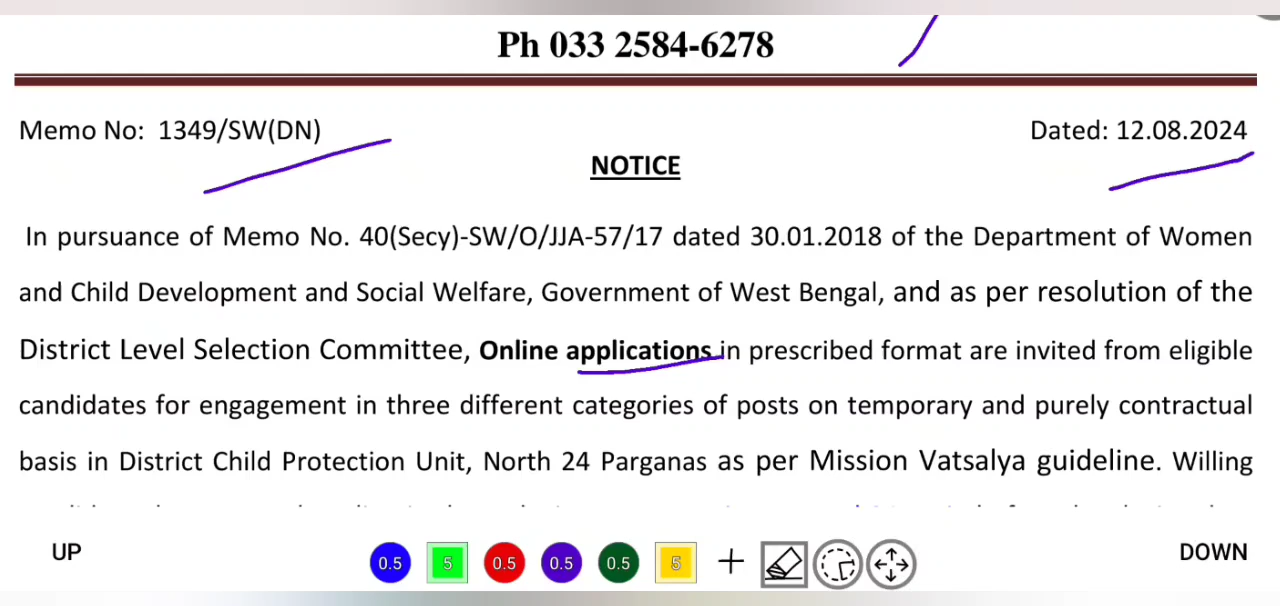 Ph 033 2584-6278
Memo No: 1349/SW(DN)
Dated: 12.08.2024
NOTICE
In pursuance of Memo No. 40(Secy)-SW/O/JJA-57/17 dated 30.01.2018 of the Department of Women
and Child Development and Social Welfare, Government of West Bengal, and as per resolution of the
District Level Selection Committee, Online applications in prescribed format are invited from eligible
candidates for engagement in three different categories of posts on temporary and purely contractual
basis in District Child Protection Unit, North 24 Parganas as per Mission Vatsalya guideline. Willing
UP
0.5 5 0.5 0.5 0.5 5
DOWN